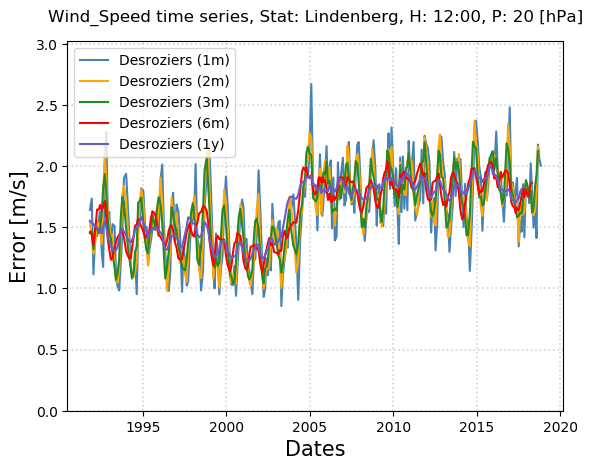 Wind_Speed time series, Stat: Lindenberg, H: 12:00, P: 20 [hPa]
3.0
2.5
2.0
1.5
1.0
0.5
0.0
Error [m/s]
Desroziers (1m)
Desroziers (2m)
Desroziers (3m)
Desroziers (6m)
Desroziers (1y)
1995
2000
2005
2010
2015
2020
Dates